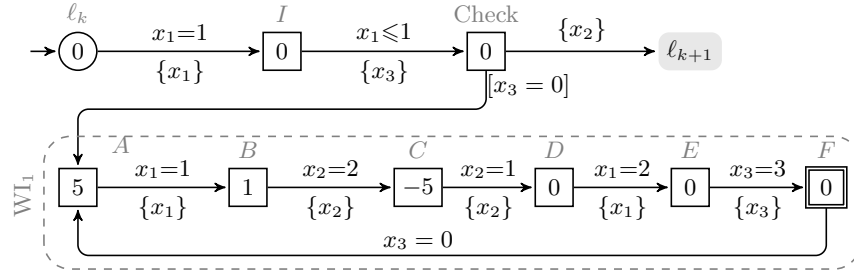 ℓₖ I Check
0 x₁=1 {x₁} 0 x₁⩽1 {x₃} 0 {x₂} ℓₖ₊₁
[x₃ = 0]
WI₁
A B C D E F
5 x₁=1 {x₁} 1 x₂=2 {x₂} −5 x₂=1 {x₂} 0 x₁=2 {x₁} 0 x₃=3 {x₃} 0
x₃ = 0